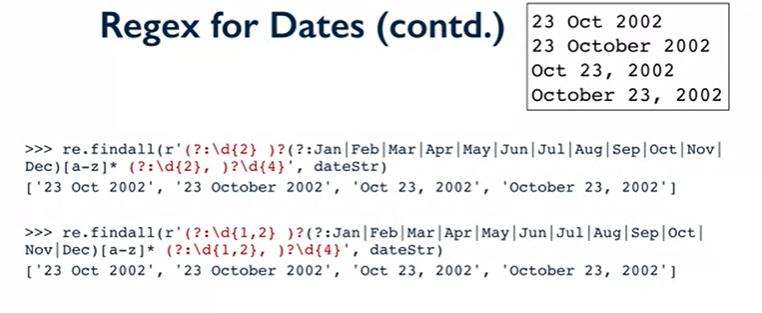 Regex for Dates (contd.)
23 Oct 2002
23 October 2002
Oct 23, 2002
October 23, 2002
>>> re.findall(r'(?:\d{2} )?(?:Jan|Feb|Mar|Apr|May|Jun|Jul|Aug|Sep|Oct|Nov|
Dec)[a-z]* (?:\d{2}, )?\d{4}', dateStr)
['23 Oct 2002', '23 October 2002', 'Oct 23, 2002', 'October 23, 2002']
>>> re.findall(r'(?:\d{1,2} )?(?:Jan|Feb|Mar|Apr|May|Jun|Jul|Aug|Sep|Oct|
Nov|Dec)[a-z]* (?:\d{1,2}, )?\d{4}', dateStr)
['23 Oct 2002', '23 October 2002', 'Oct 23, 2002', 'October 23, 2002']